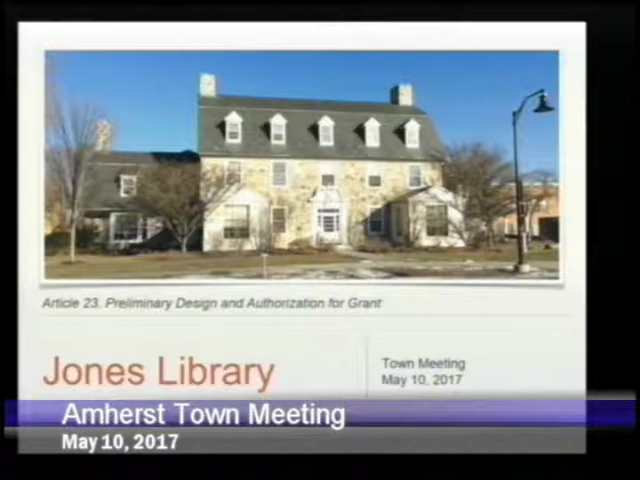 Article 23. Preliminary Design and Authorization for Grant
Jones Library
Town Meeting
May 10, 2017
Amherst Town Meeting
May 10, 2017